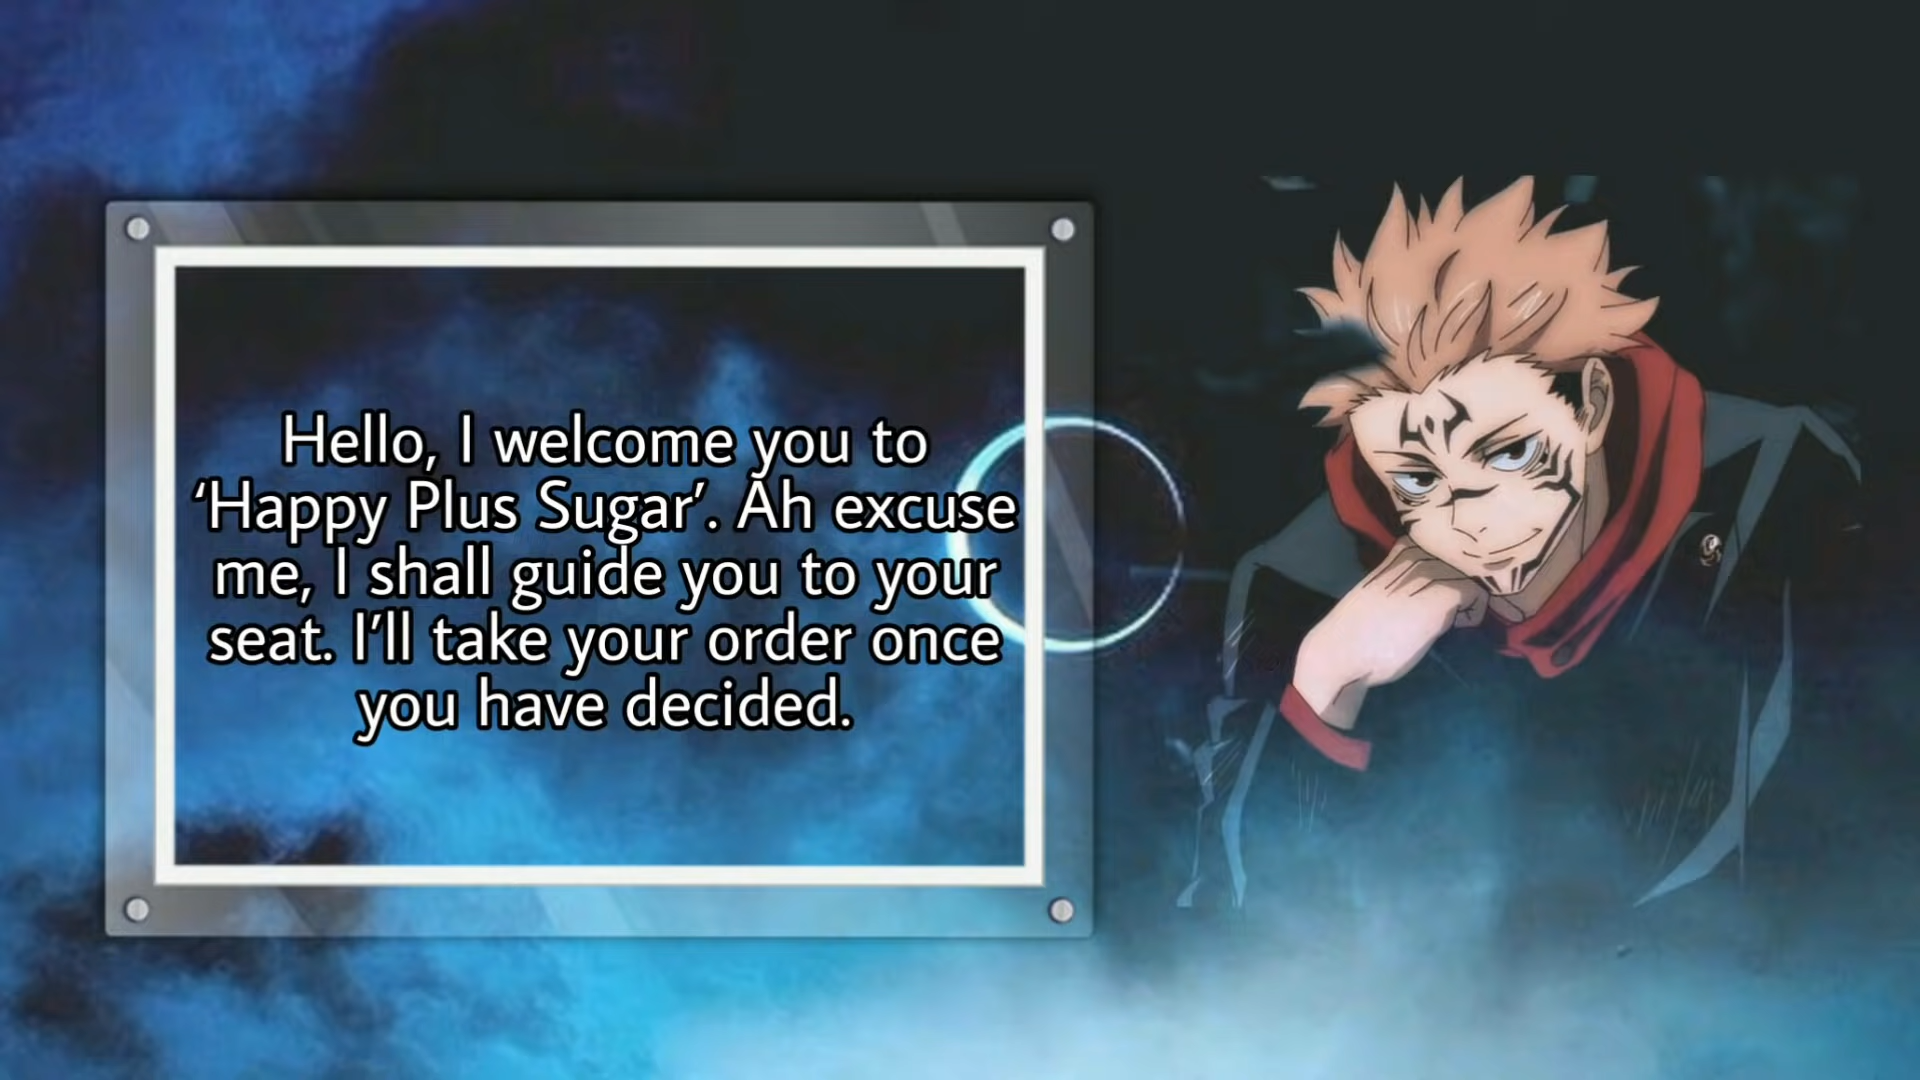 Hello, I welcome you to
‘Happy Plus Sugar’. Ah excuse
me, I shall guide you to your
seat. I’ll take your order once
you have decided.